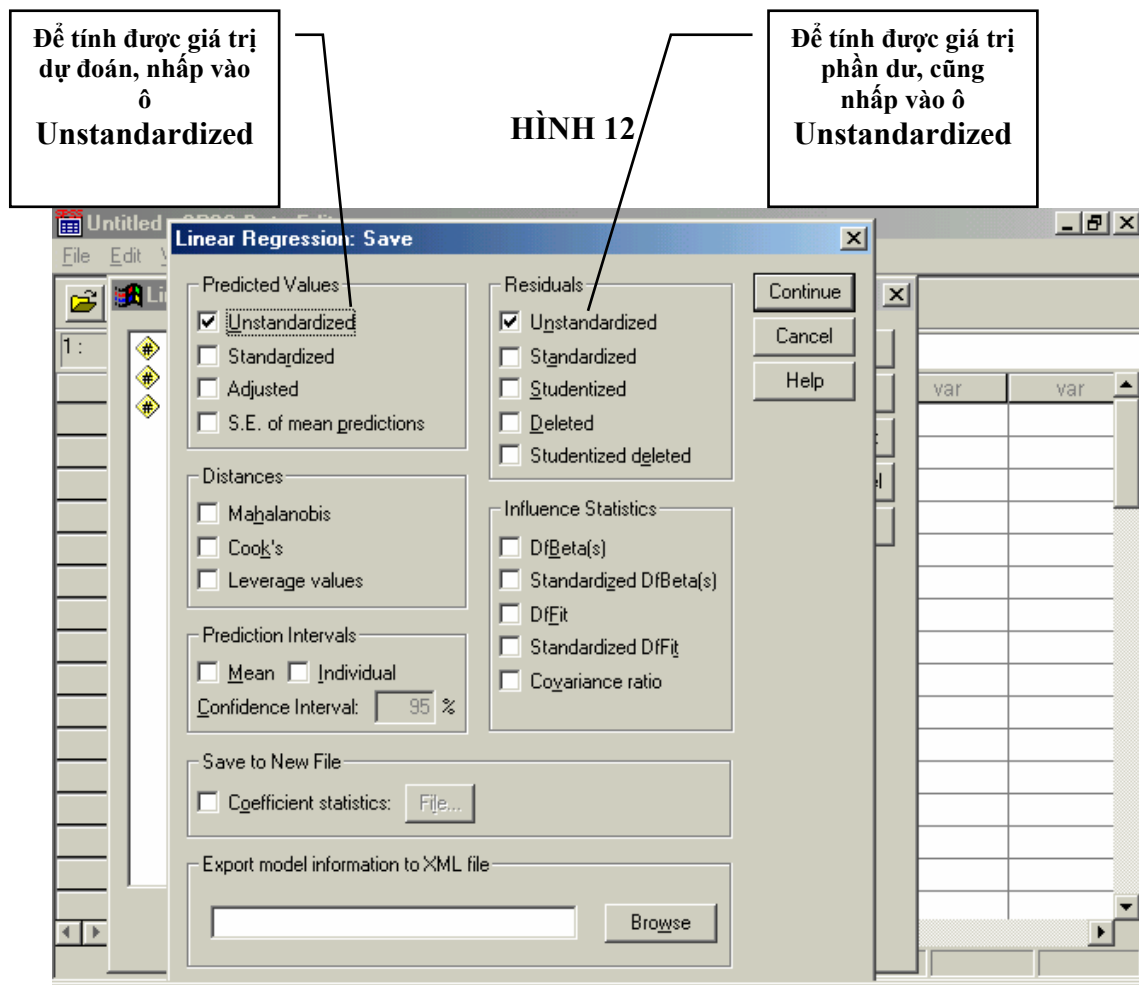 Để tính được giá trị
dự đoán, nhấp vào
ô
Unstandardized
HÌNH 12
Để tính được giá trị
phần dư, cũng
nhấp vào ô
Unstandardized
Untitled
File Edit
Linear Regression: Save
Predicted Values
Unstandardized
Standardized
Adjusted
S.E. of mean predictions
Distances
Mahalanobis
Cook's
Leverage values
Prediction Intervals
Mean Individual
Confidence Interval: 95 %
Residuals
Unstandardized
Standardized
Studentized
Deleted
Studentized deleted
Influence Statistics
DfBeta(s)
Standardized DfBeta(s)
DfFit
Standardized DfFit
Covariance ratio
Save to New File
Coefficient statistics: File...
Export model information to XML file
Browse
Continue
Cancel
Help
1 :
var var